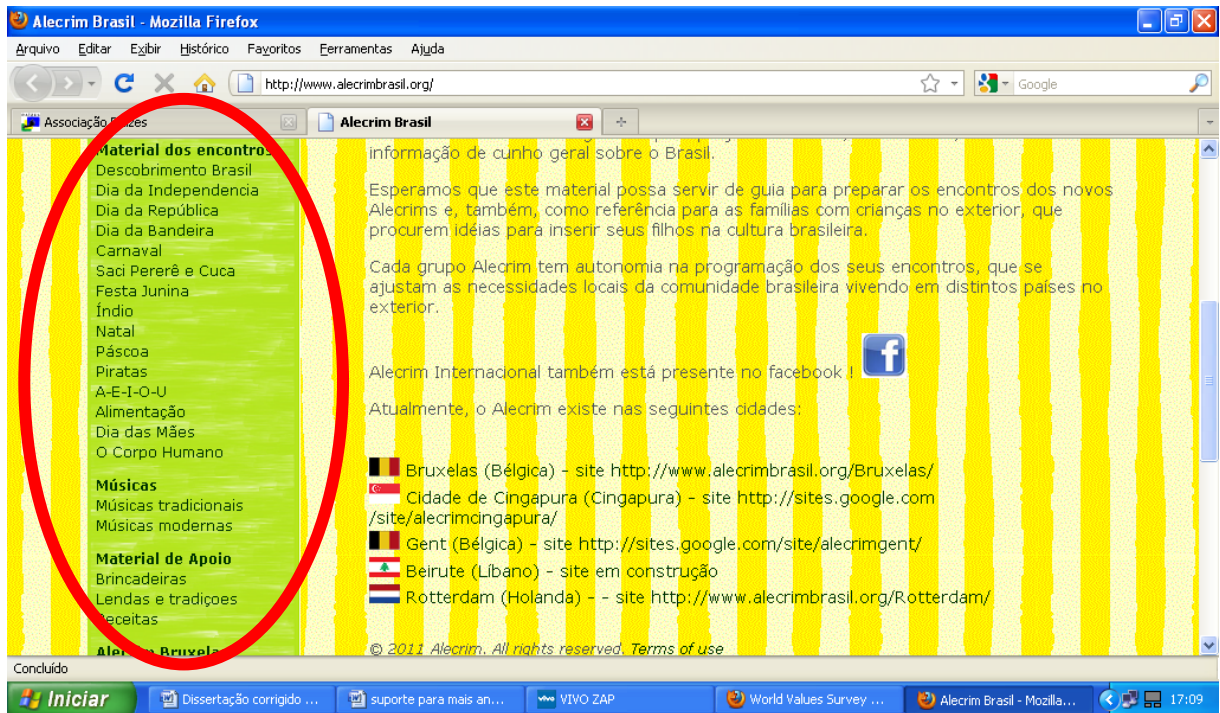 Alecrim Brasil - Mozilla Firefox
Arquivo Editar Exibir Histórico Favoritos Ferramentas Ajuda
http://www.alecrimbrasil.org/
Google
Associação
Alecrim Brasil
Material dos encontros
Descobrimento Brasil
Dia da Independencia
Dia da República
Dia da Bandeira
Carnaval
Saci Pererê e Cuca
Festa Junina
Índio
Natal
Páscoa
Piratas
A-E-I-O-U
Alimentação
Dia das Mães
O Corpo Humano
Músicas
Músicas tradicionais
Músicas modernas
Material de Apoio
Brincadeiras
Lendas e tradiçoes
Receitas
Alecrim Bruxelas
informação de cunho geral sobre o Brasil.
Esperamos que este material possa servir de guia para preparar os encontros dos novos
Alecrims e, também, como referência para as famílias com crianças no exterior, que
procurem idéias para inserir seus filhos na cultura brasileira.
Cada grupo Alecrim tem autonomia na programação dos seus encontros, que se
ajustam as necessidades locais da comunidade brasileira vivendo em distintos países no
exterior.
Alecrim Internacional também está presente no facebook !
f
Atualmente, o Alecrim existe nas seguintes cidades:
Bruxelas (Bélgica) - site http://www.alecrimbrasil.org/Bruxelas/
Cidade de Cingapura (Cingapura) - site http://sites.google.com
/site/alecrimcingapura/
Gent (Bélgica) - site http://sites.google.com/site/alecrimgent/
Beirute (Líbano) - site em construção
Rotterdam (Holanda) - - site http://www.alecrimbrasil.org/Rotterdam/
© 2011 Alecrim. All rights reserved. Terms of use
Concluído
Iniciar
Dissertação corrigido ...
suporte para mais an...
VIVO ZAP
World Values Survey ...
Alecrim Brasil - Mozilla...
17:09